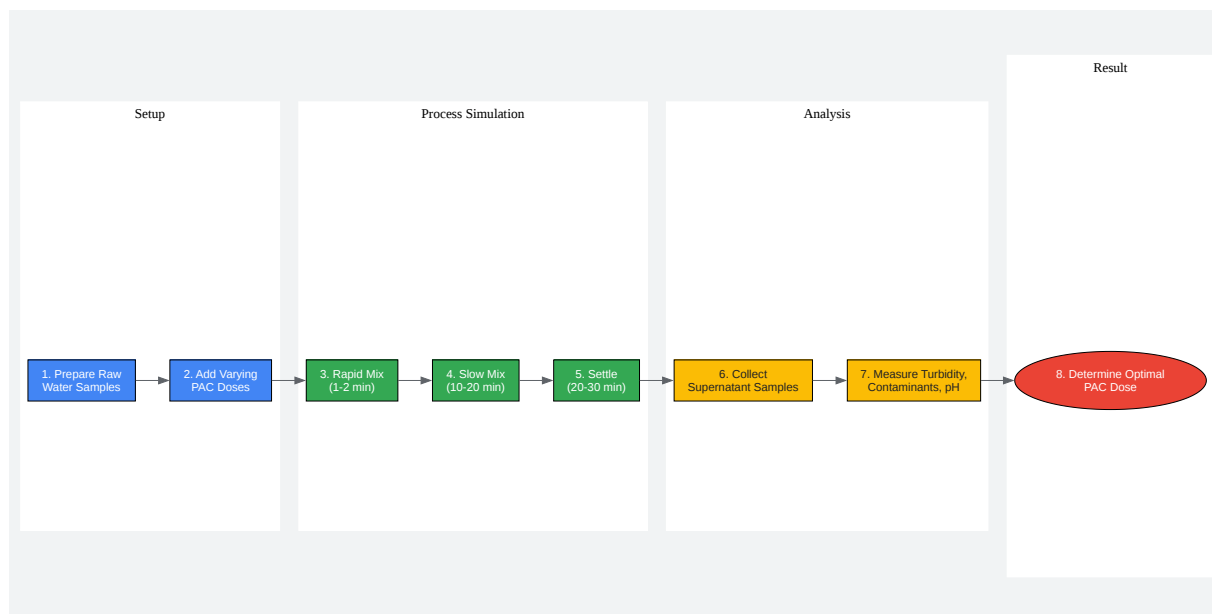 Setup
1. Prepare Raw
Water Samples
2. Add Varying
PAC Doses
Process Simulation
3. Rapid Mix
(1-2 min)
4. Slow Mix
(10-20 min)
5. Settle
(20-30 min)
Analysis
6. Collect
Supernatant Samples
7. Measure Turbidity,
Contaminants, pH
Result
8. Determine Optimal
PAC Dose